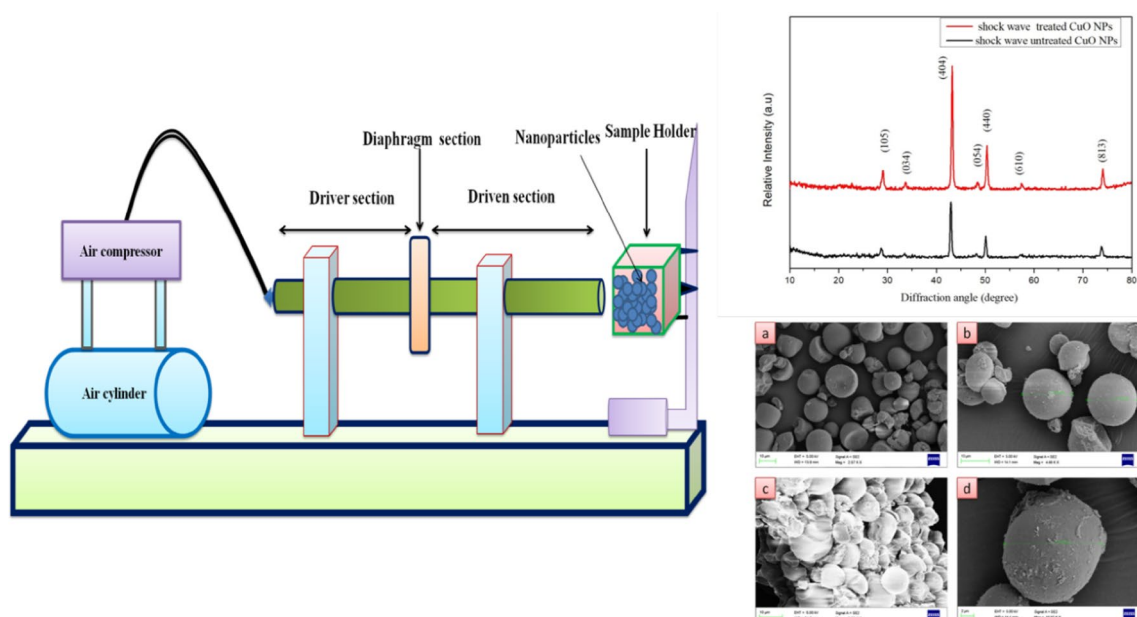 Air compressor
Air cylinder
Driver section
Diaphragm section
Driven section
Nanoparticles
Sample Holder
shock wave treated CuO NPs
shock wave untreated CuO NPs
Relative Intensity (a.u)
(105)
(034)
(404)
(054)
(440)
(610)
(813)
10 20 30 40 50 60 70 80
Diffraction angle (degree)
a
b
c
d